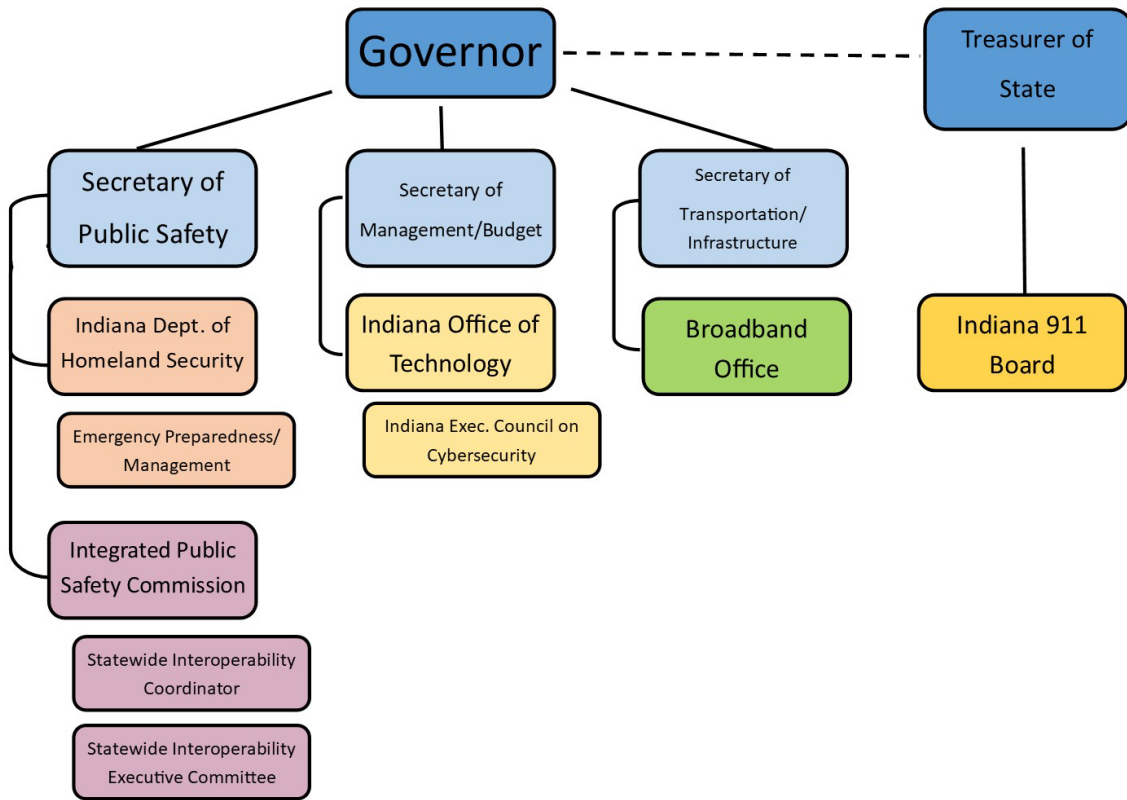 Governor
Treasurer of
State
Secretary of
Public Safety
Secretary of
Management/Budget
Secretary of
Transportation/
Infrastructure
Indiana Dept. of
Homeland Security
Indiana Office of
Technology
Broadband
Office
Indiana 911
Board
Emergency Preparedness/
Management
Indiana Exec. Council on
Cybersecurity
Integrated Public
Safety Commission
Statewide Interoperability
Coordinator
Statewide Interoperability
Executive Committee